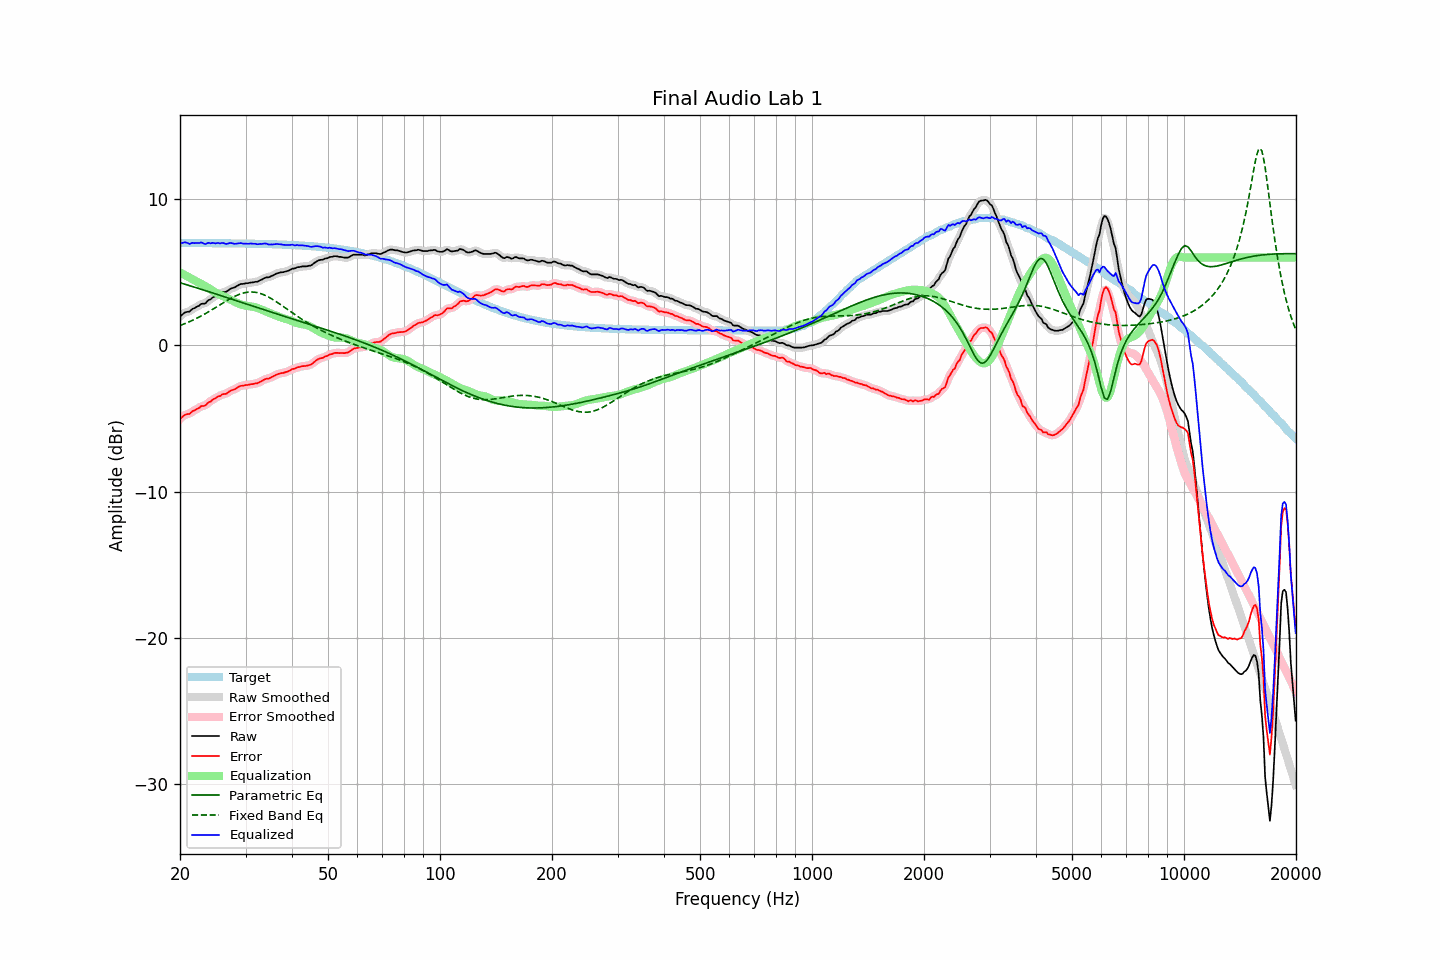 Final Audio Lab 1
Amplitude (dBr)
10
0
−10
−20
−30
Target
Raw Smoothed
Error Smoothed
Raw
Error
Equalization
Parametric Eq
Fixed Band Eq
Equalized
20
50
100
200
500
1000
2000
5000
10000
20000
Frequency (Hz)